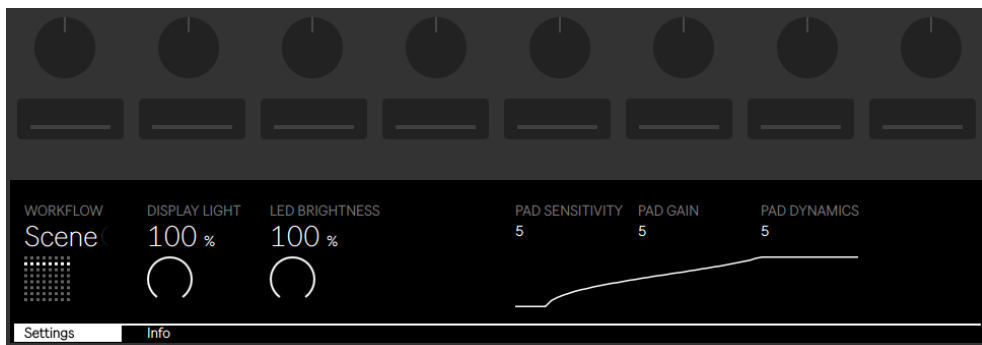 WORKFLOW DISPLAY LIGHT LED BRIGHTNESS PAD SENSITIVITY PAD GAIN PAD DYNAMICS
Scene 100 % 100 % 5 5 5
Settings Info